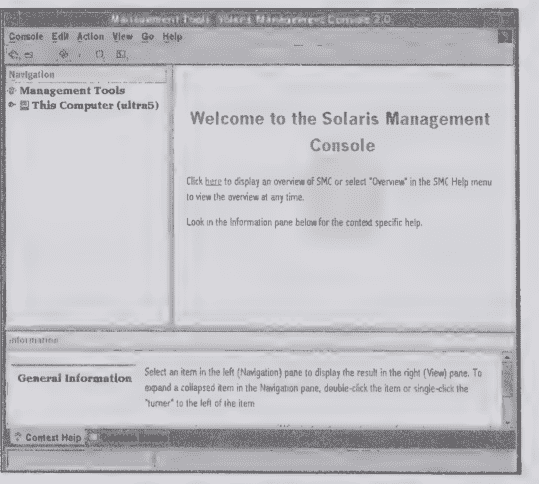 Management Tools: Solaris Management Console 2.0
Console Edit Action View Go Help
Navigation
Management Tools
This Computer (ultra5)
Welcome to the Solaris Management
Console
Click here to display an overview of SMC or select "Overview" in the SMC Help menu
to view the overview at any time.
Look in the Information pane below for the context specific help.
Information
General Information
Select an item in the left (Navigation) pane to display the result in the right (View) pane. To
expand a collapsed item in the Navigation pane, double-click the item or single-click the
"turner" to the left of the item
Context Help